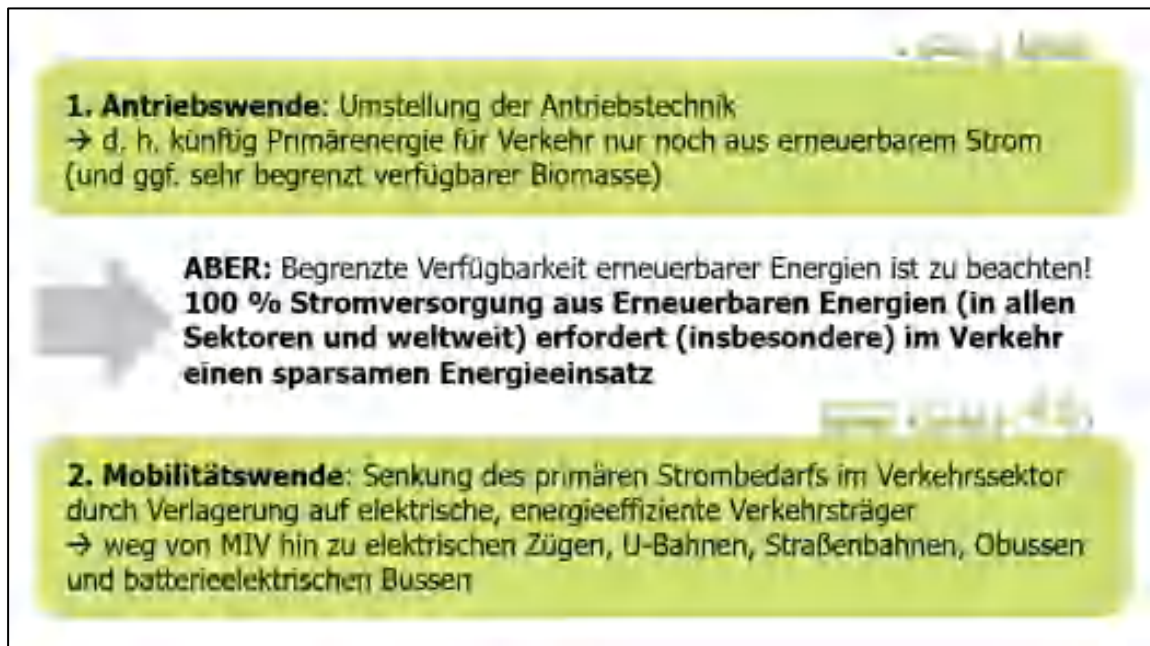 1. Antriebswende: Umstellung der Antriebstechnik
→ d. h. künftig Primärenergie für Verkehr nur noch aus erneuerbarem Strom
(und ggf. sehr begrenzt verfügbarer Biomasse)
ABER: Begrenzte Verfügbarkeit erneuerbarer Energien ist zu beachten!
100 % Stromversorgung aus Erneuerbaren Energien (in allen
Sektoren und weltweit) erfordert (insbesondere) im Verkehr
einen sparsamen Energieeinsatz
2. Mobilitätswende: Senkung des primären Strombedarfs im Verkehrssektor
durch Verlagerung auf elektrische, energieeffiziente Verkehrsträger
→ weg von MIV hin zu elektrischen Zügen, U-Bahnen, Straßenbahnen, Obussen
und batterieelektrischen Bussen